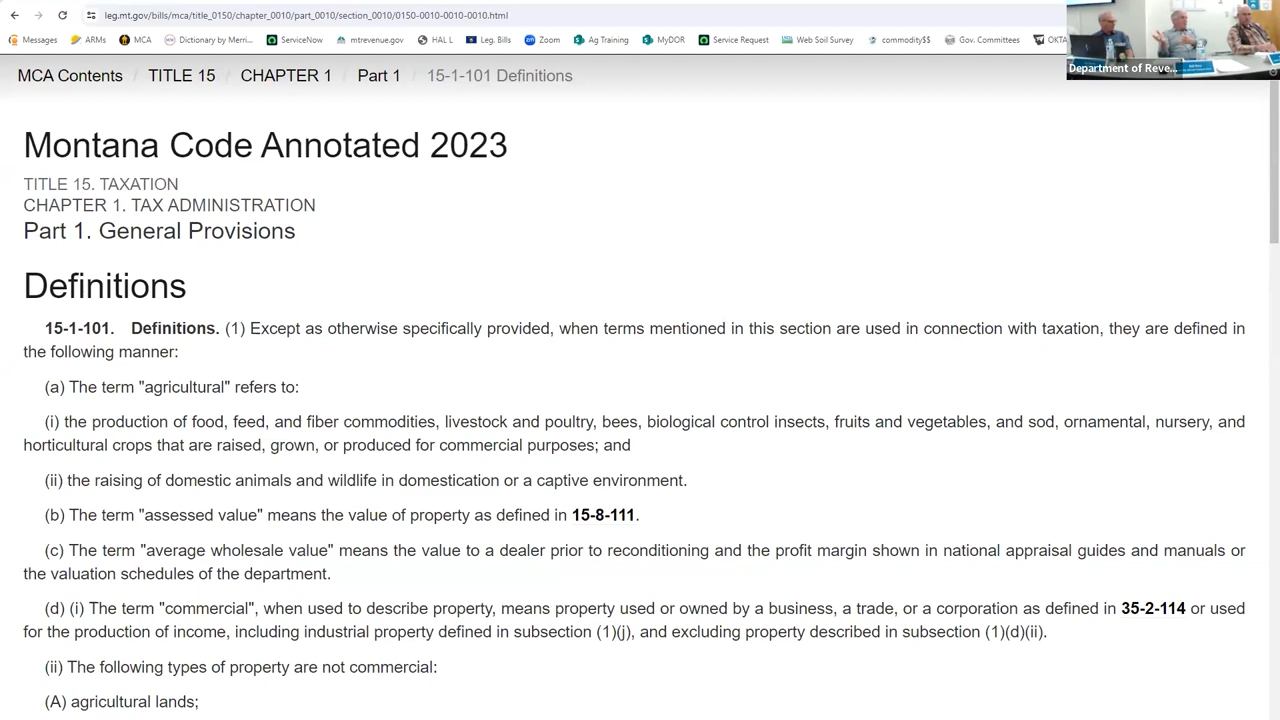 leg.mt.gov/bills/mca/title_0150/chapter_0010/part_0010/section_0010/0150-0010-0010-0010.html
Messages ARMs MCA Dictionary by Merri... ServiceNow mtrevenue.gov HAL L Leg. Bills Zoom Ag Training MyDOR Service Request Web Soil Survey commodity$$ Gov. Committees OKTA
Department of Reve...
MCA Contents / TITLE 15 / CHAPTER 1 / Part 1 / 15-1-101 Definitions
Montana Code Annotated 2023
TITLE 15. TAXATION
CHAPTER 1. TAX ADMINISTRATION
Part 1. General Provisions
Definitions
15-1-101. Definitions. (1) Except as otherwise specifically provided, when terms mentioned in this section are used in connection with taxation, they are defined in
the following manner:
(a) The term "agricultural" refers to:
(i) the production of food, feed, and fiber commodities, livestock and poultry, bees, biological control insects, fruits and vegetables, and sod, ornamental, nursery, and
horticultural crops that are raised, grown, or produced for commercial purposes; and
(ii) the raising of domestic animals and wildlife in domestication or a captive environment.
(b) The term "assessed value" means the value of property as defined in 15-8-111.
(c) The term "average wholesale value" means the value to a dealer prior to reconditioning and the profit margin shown in national appraisal guides and manuals or
the valuation schedules of the department.
(d) (i) The term "commercial", when used to describe property, means property used or owned by a business, a trade, or a corporation as defined in 35-2-114 or used
for the production of income, including industrial property defined in subsection (1)(j), and excluding property described in subsection (1)(d)(ii).
(ii) The following types of property are not commercial:
(A) agricultural lands;